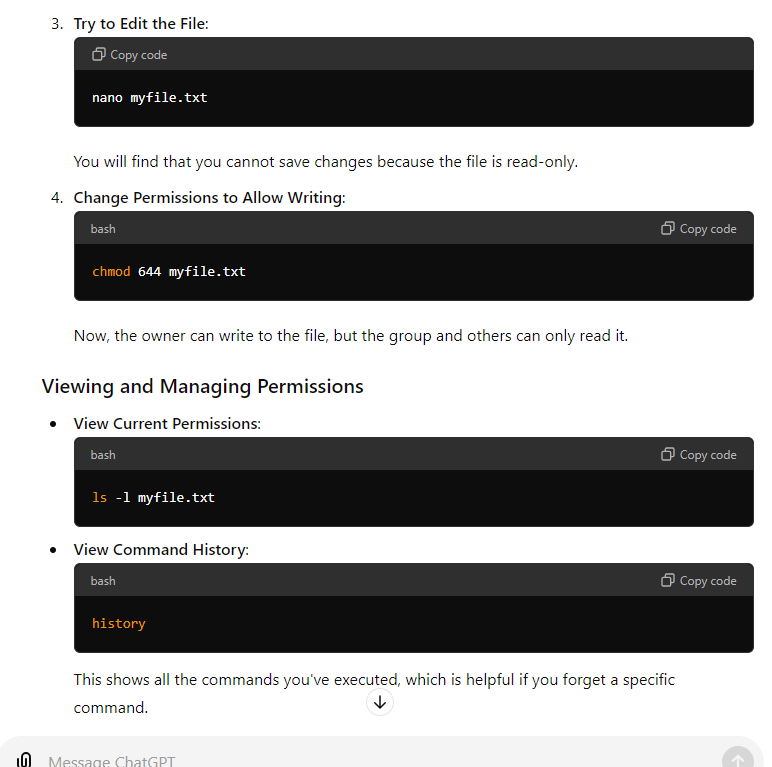 3. Try to Edit the File:
Copy code
nano myfile.txt
You will find that you cannot save changes because the file is read-only.
4. Change Permissions to Allow Writing:
bash Copy code
chmod 644 myfile.txt
Now, the owner can write to the file, but the group and others can only read it.
Viewing and Managing Permissions
• View Current Permissions:
bash Copy code
ls -l myfile.txt
• View Command History:
bash Copy code
history
This shows all the commands you've executed, which is helpful if you forget a specific
command.
Message ChatGPT